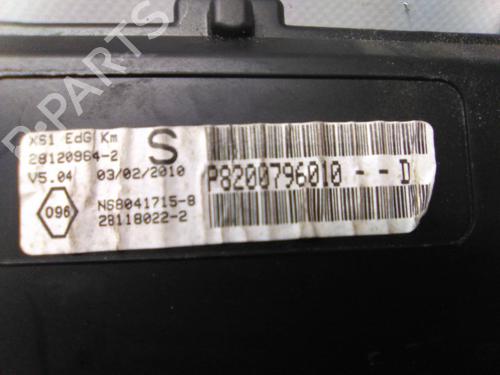 XS1 EdG Km
S
28120964-2
V5.04 03/02/2010
P8200796010 - - D
096
NS8041715-8
28118022-2
B-Parts